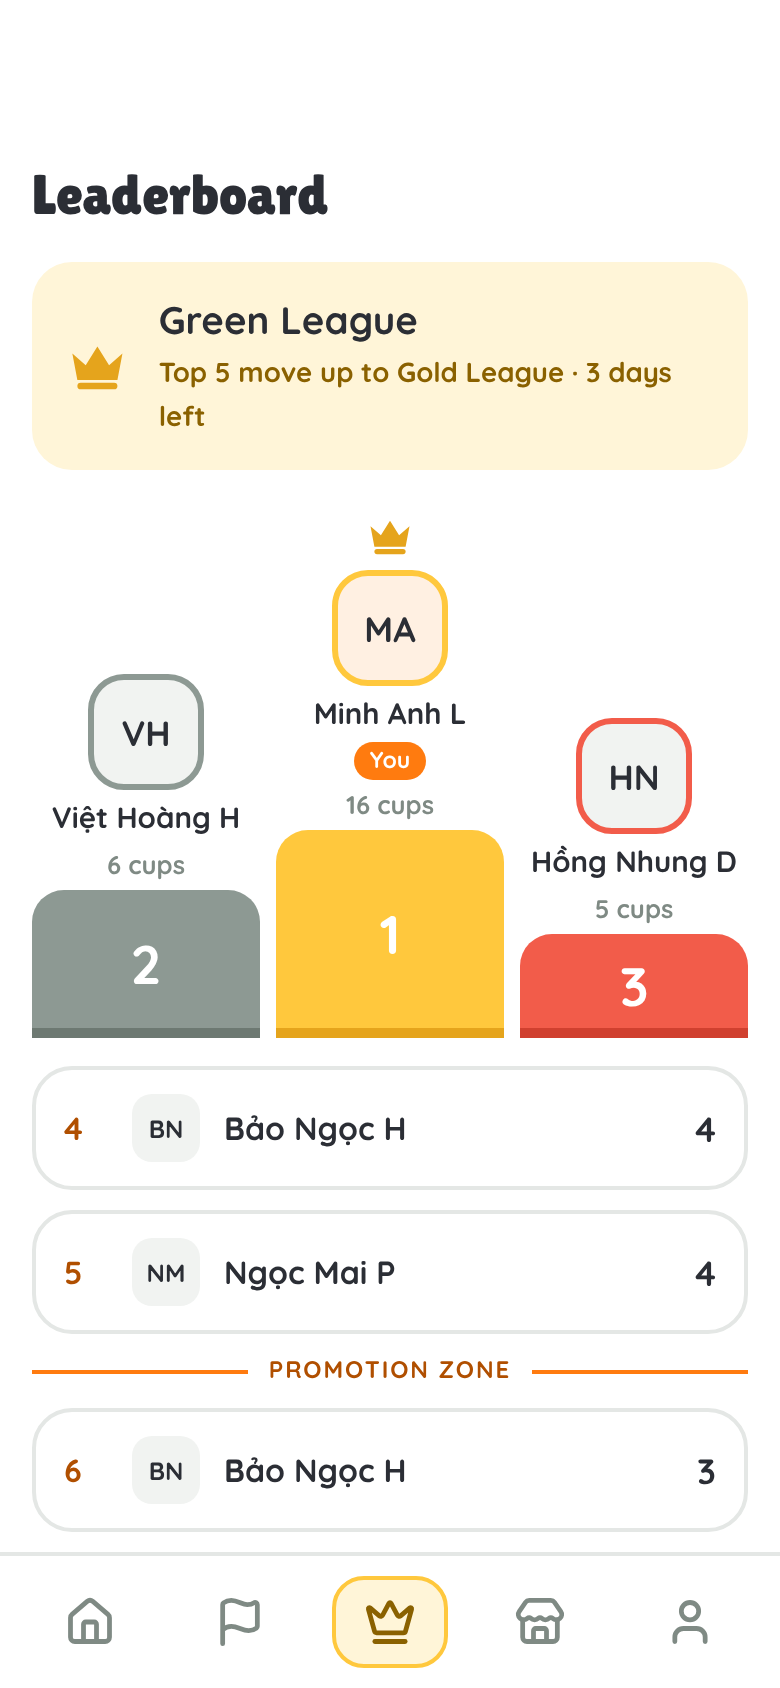 Leaderboard
Green League
Top 5 move up to Gold League · 3 days
left
MA
Minh Anh L
You
16 cups
1
VH
Việt Hoàng H
6 cups
2
HN
Hồng Nhung D
5 cups
3
4 BN Bảo Ngọc H 4
5 NM Ngọc Mai P 4
PROMOTION ZONE
6 BN Bảo Ngọc H 3